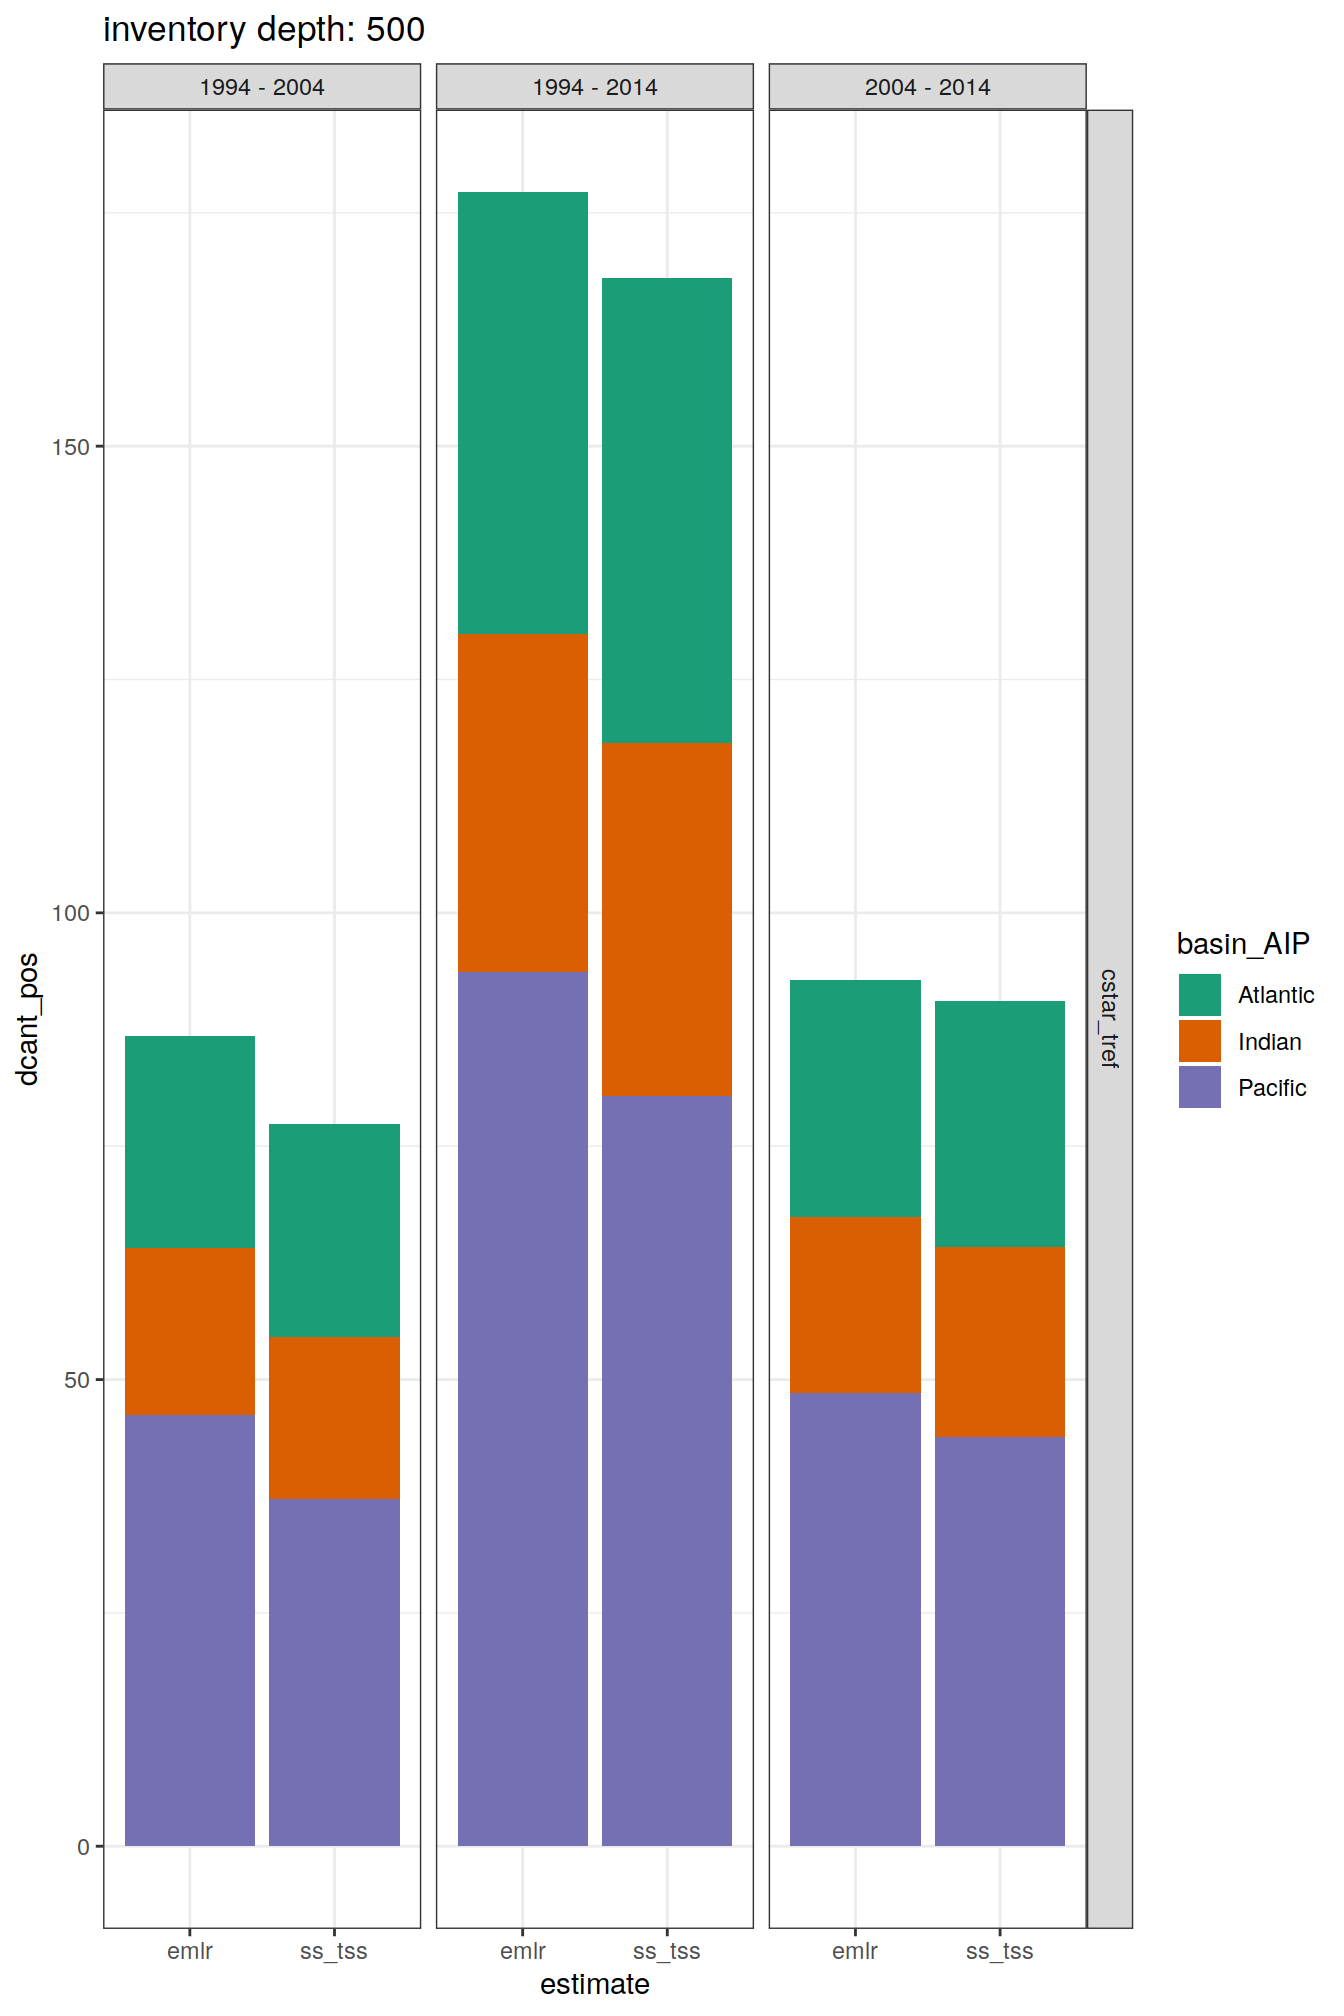 inventory depth: 500
1994 - 2004
1994 - 2014
2004 - 2014
150
100
50
0
dcant_pos
cstar_tref
basin_AIP
Atlantic
Indian
Pacific
emlr
ss_tss
emlr
ss_tss
emlr
ss_tss
estimate